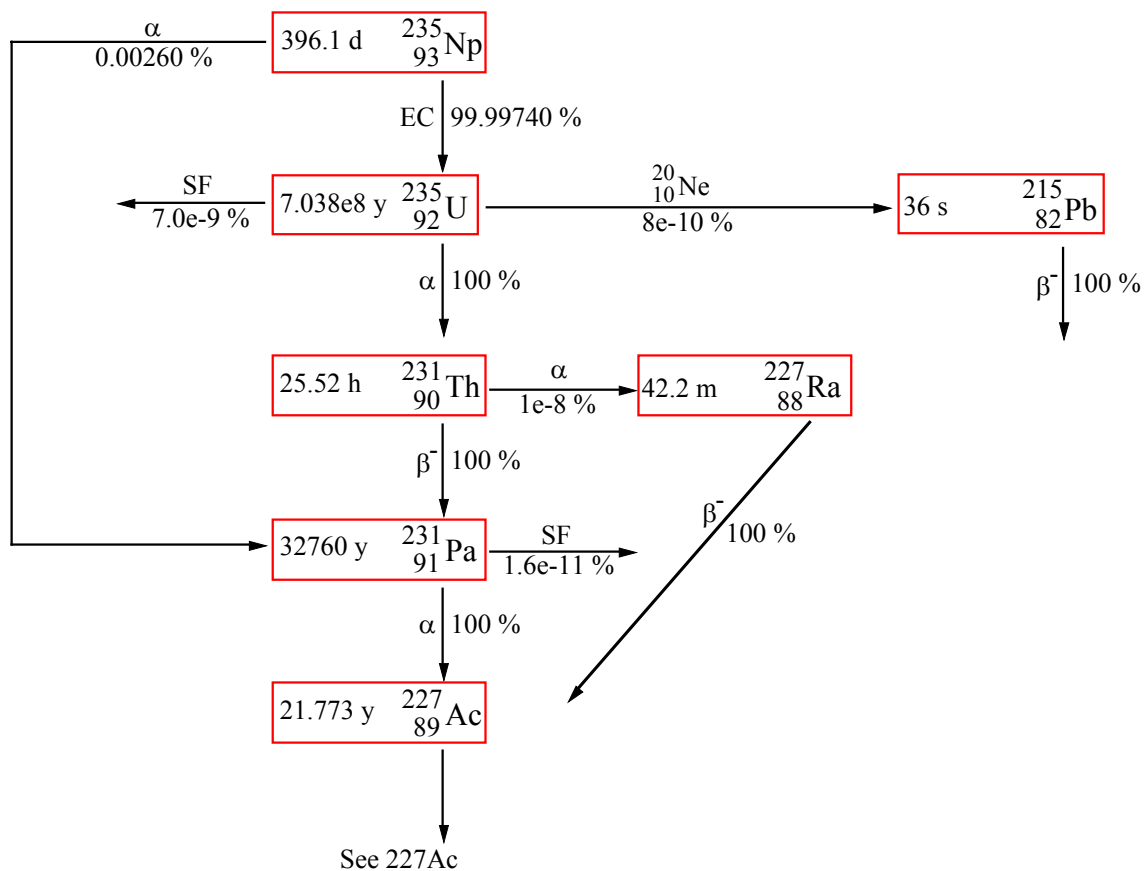 α
0.00260 %
396.1 d 235 93 Np
EC 99.99740 %
SF
7.0e-9 %
7.038e8 y 235 92 U
20 10 Ne
8e-10 %
36 s 215 82 Pb
α 100 %
β- 100 %
25.52 h 231 90 Th
α
1e-8 %
42.2 m 227 88 Ra
β- 100 %
β- 100 %
32760 y 231 91 Pa
SF
1.6e-11 %
α 100 %
21.773 y 227 89 Ac
See 227Ac